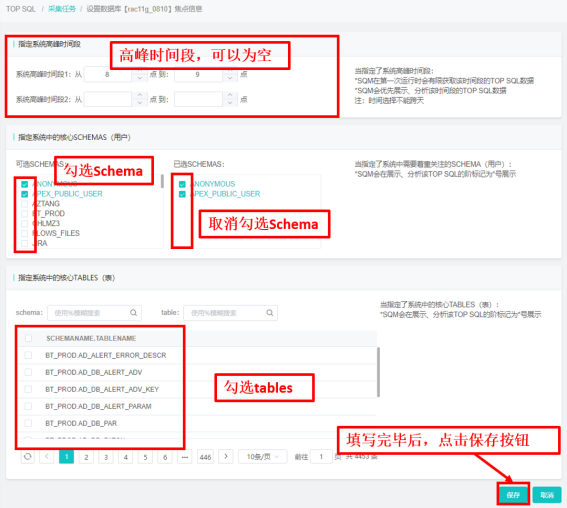 TOP SQL / 采集任务 / 设置数据库【rac11g_0810】焦点信息
指定系统高峰时间段
高峰时间段，可以为空
系统高峰时间段1： 从 8 点 到： 9 点
系统高峰时间段2： 从 点 到： 点
当指定了系统高峰时间段：
*SQM在第一次运行时会有限获取该时间段的TOP SQL数据
*SQM会优先展示、分析该时间段的TOP SQL数据
注：时间选择不能跨天
指定系统中的核心SCHEMAS（用户）
可选SCHEMAS:
勾选Schema
ANONYMOUS
APEX_PUBLIC_USER
AZTANG
BT_PROD
CHLMZ3
FLOWS_FILES
JIRA
已选SCHEMAS:
ANONYMOUS
APEX_PUBLIC_USER
取消勾选Schema
当指定了系统中需要着重关注的SCHEMA（用户）：
*SQM会在展示、分析该TOP SQL的阶标记为*号展示
指定系统中的核心TABLES（表）
schema: 使用%模糊搜索 table: 使用%模糊搜索
SCHEMANAME.TABLENAME
BT_PROD.AD_ALERT_ERROR_DESCR
BT_PROD.AD_DB_ALERT_ADV
BT_PROD.AD_DB_ALERT_ADV_KEY
BT_PROD.AD_DB_ALERT_PARAM
BT_PROD.AD_DB_PAR
勾选tables
当指定了系统中的核心TABLES（表）：
*SQM会在展示、分析该TOP SQL的阶标记为*号展示
填写完毕后，点击保存按钮
1 2 3 4 5 6 ••• 446 10条/页 前往 1 页 共 4453 条
保存 取消